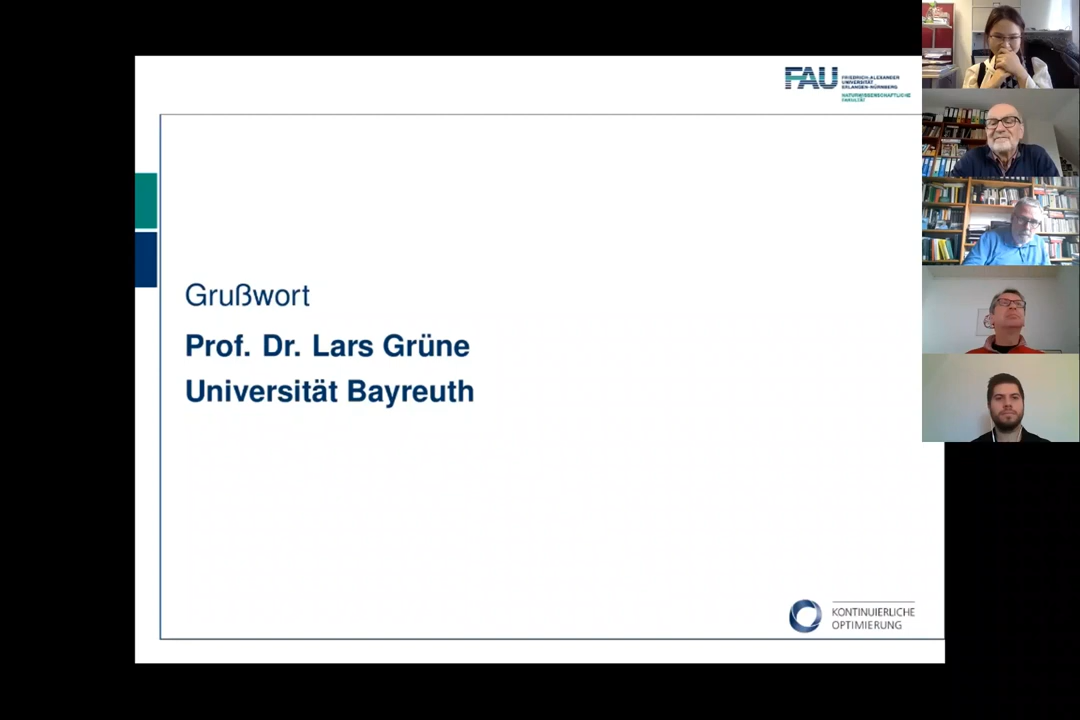 FAU
FRIEDRICH-ALEXANDER
UNIVERSITÄT
ERLANGEN-NÜRNBERG
NATURWISSENSCHAFTLICHE
FAKULTÄT
Grußwort
Prof. Dr. Lars Grüne
Universität Bayreuth
KONTINUIERLICHE
OPTIMIERUNG